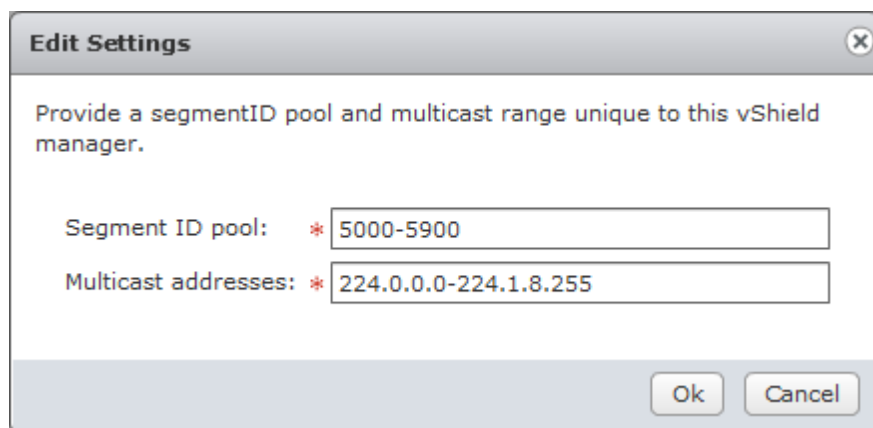 Edit Settings
Provide a segmentID pool and multicast range unique to this vShield
manager.
Segment ID pool: * 5000-5900
Multicast addresses: * 224.0.0.0-224.1.8.255
Ok Cancel